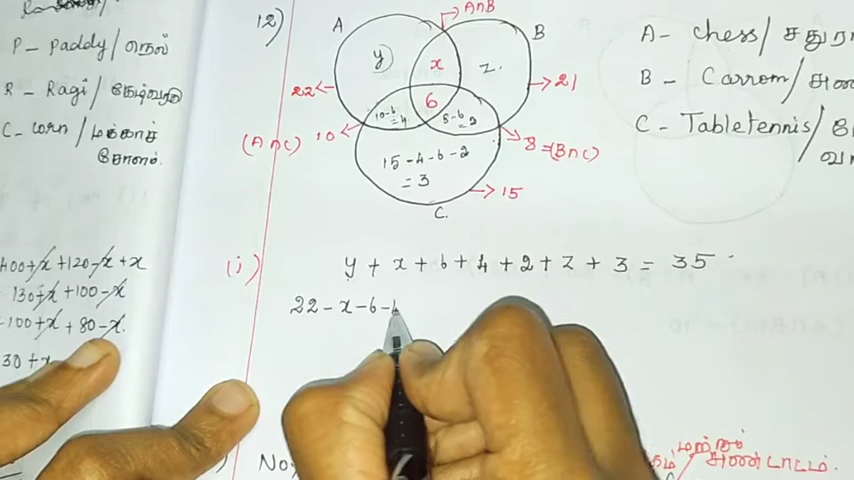 P - Paddy / நெல்
R - Ragi / கேழ்வரகு
C - corn / மக்காச்
சோளம்.
400+x+120-x+x
130+x+100-x
100+x+80-x.
30+x
12)
A
A∩B
B
y
x
z.
22
21
6
10-6
=4
8-6
=2
(A∩C) 10
8=(B∩C)
15-4-6-2
=3
15
C.
A- chess / சதுர
B - Carrom /
C - Tabletennis /
(i) y + x + 6 + 4 + 2 + z + 3 = 35
22 - x - 6 -
மற்றும்